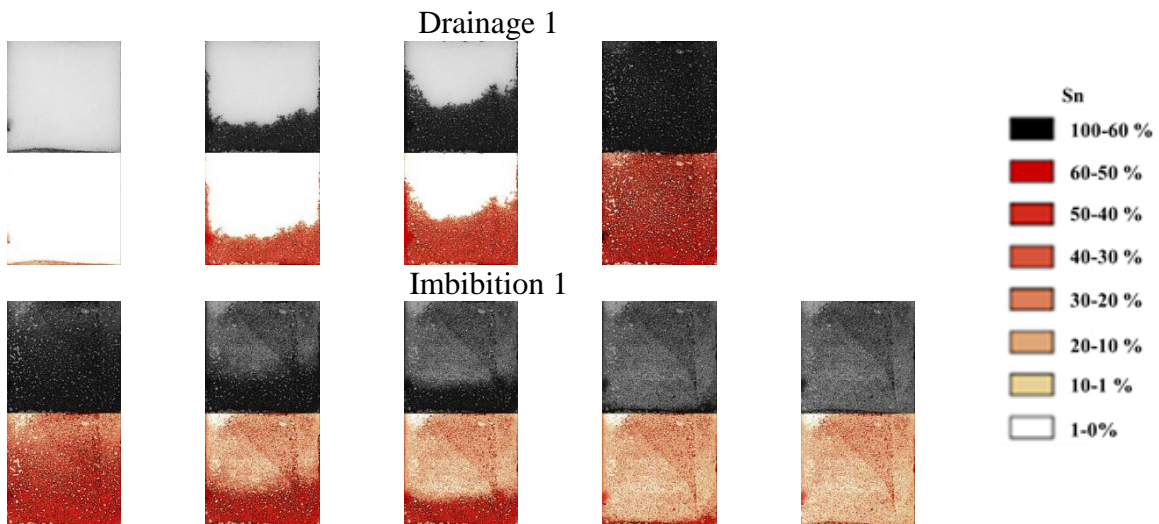 Drainage 1
Sn
100-60 %
60-50 %
50-40 %
40-30 %
30-20 %
20-10 %
10-1 %
1-0%
Imbibition 1